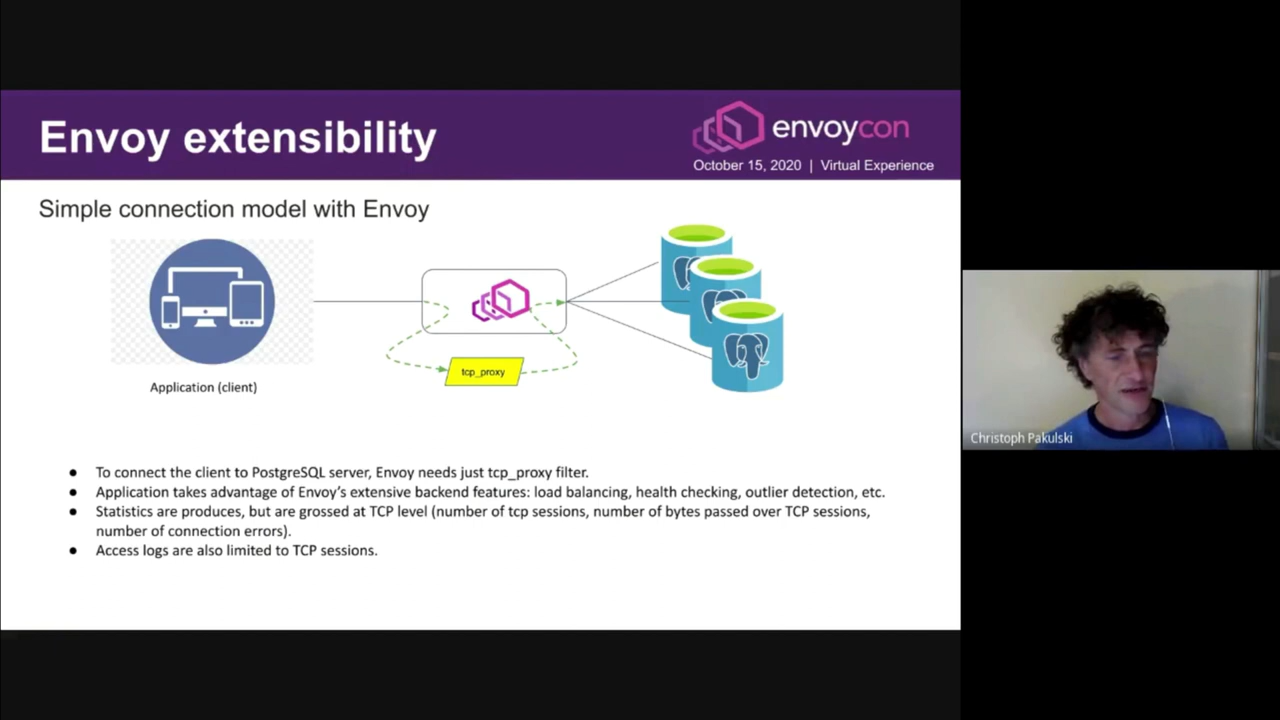 Envoy extensibility
envoycon
October 15, 2020 | Virtual Experience
Simple connection model with Envoy
tcp_proxy
Application (client)
● To connect the client to PostgreSQL server, Envoy needs just tcp_proxy filter.
● Application takes advantage of Envoy’s extensive backend features: load balancing, health checking, outlier detection, etc.
● Statistics are produces, but are grossed at TCP level (number of tcp sessions, number of bytes passed over TCP sessions,
number of connection errors).
● Access logs are also limited to TCP sessions.
Christoph Pakulski